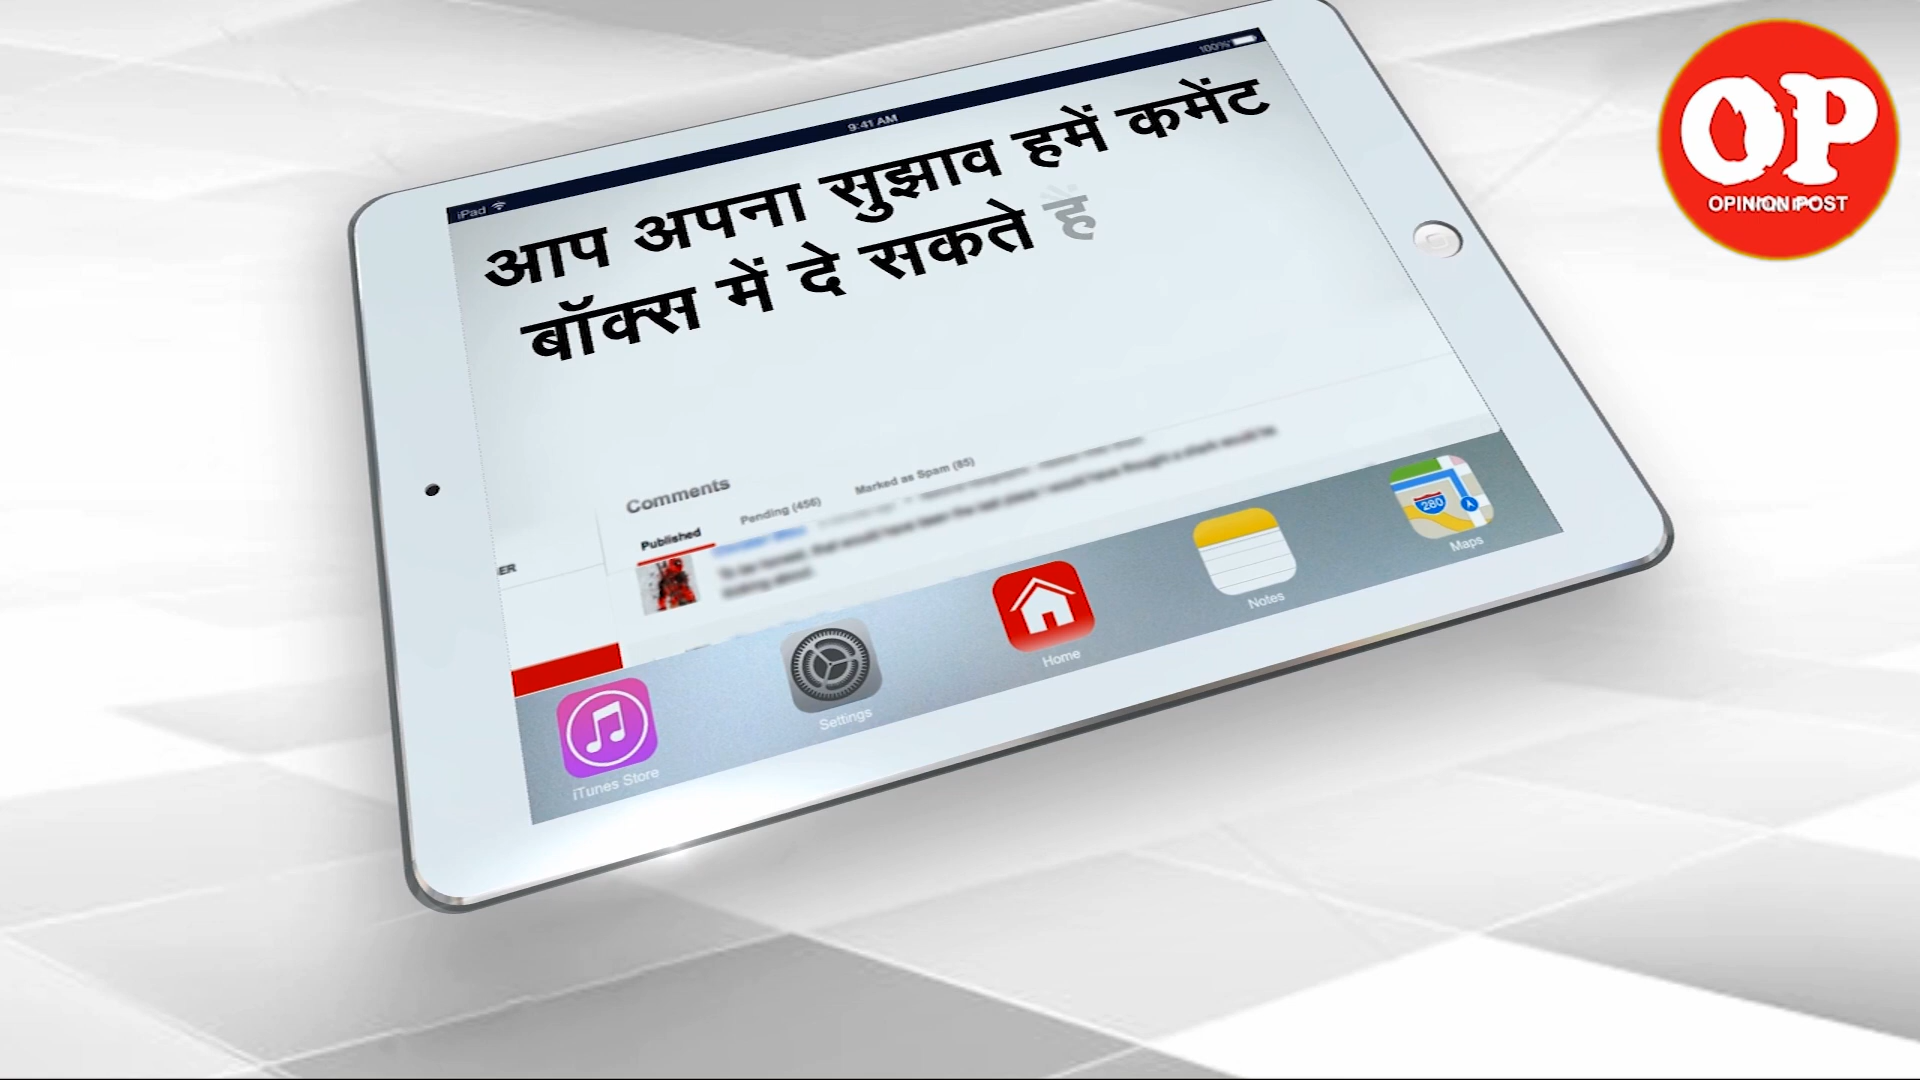 iPad
9:41 AM
100%
आप अपना सुझाव हमें कमेंट
बॉक्स में दे सकते हैं
OP
OPINION POST
Comments
Published
Pending (456)
Marked as Spam (85)
ER
iTunes Store
Settings
Home
Notes
280
Maps